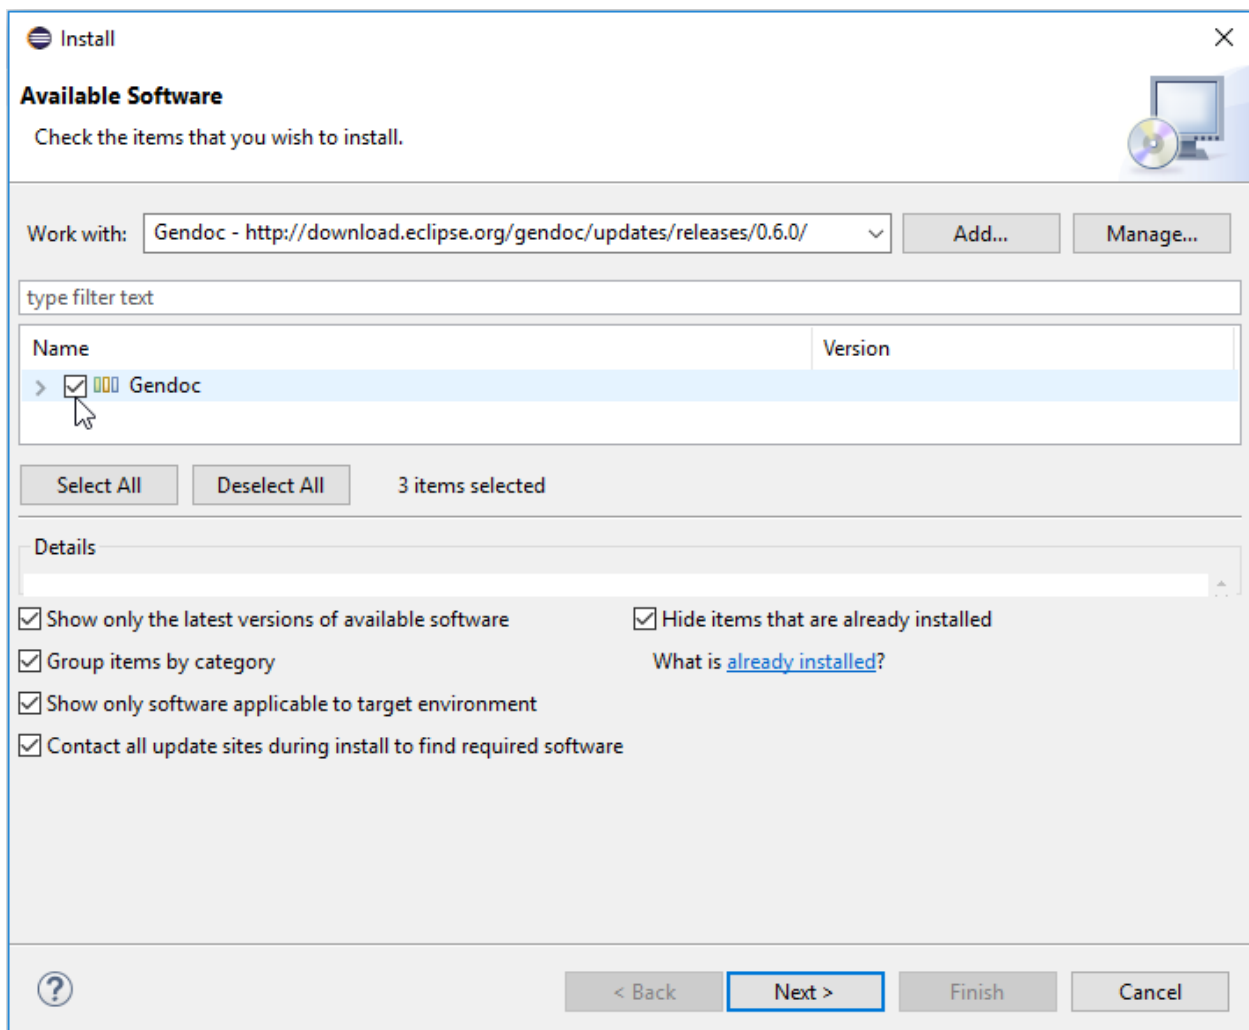 Install
Available Software
Check the items that you wish to install.
Work with: Gendoc - http://download.eclipse.org/gendoc/updates/releases/0.6.0/ Add... Manage...
type filter text
Name Version
Gendoc
Select All Deselect All 3 items selected
Details
Show only the latest versions of available software Hide items that are already installed
Group items by category What is already installed?
Show only software applicable to target environment
Contact all update sites during install to find required software
? < Back Next > Finish Cancel